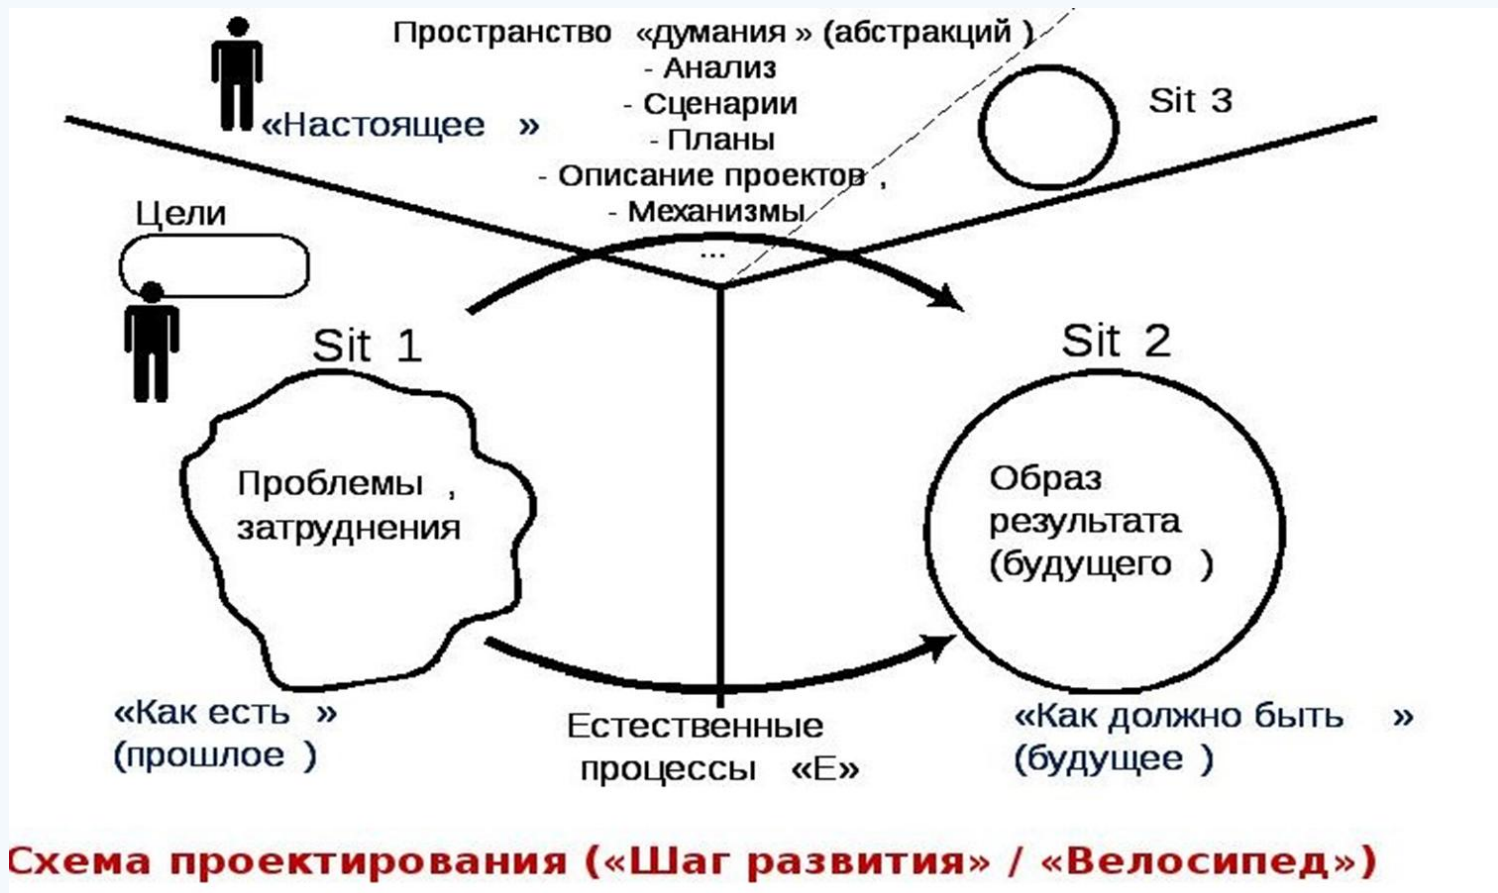 Пространство «думания » (абстракций )
- Анализ
- Сценарии
- Планы
- Описание проектов ,
- Механизмы
...
«Настоящее »
Sit 3
Цели
Sit 1
Sit 2
Проблемы ,
затруднения
Образ
результата
(будущего )
«Как есть »
(прошлое )
Естественные
процессы «Е»
«Как должно быть »
(будущее )
Схема проектирования («Шаг развития» / «Велосипед»)